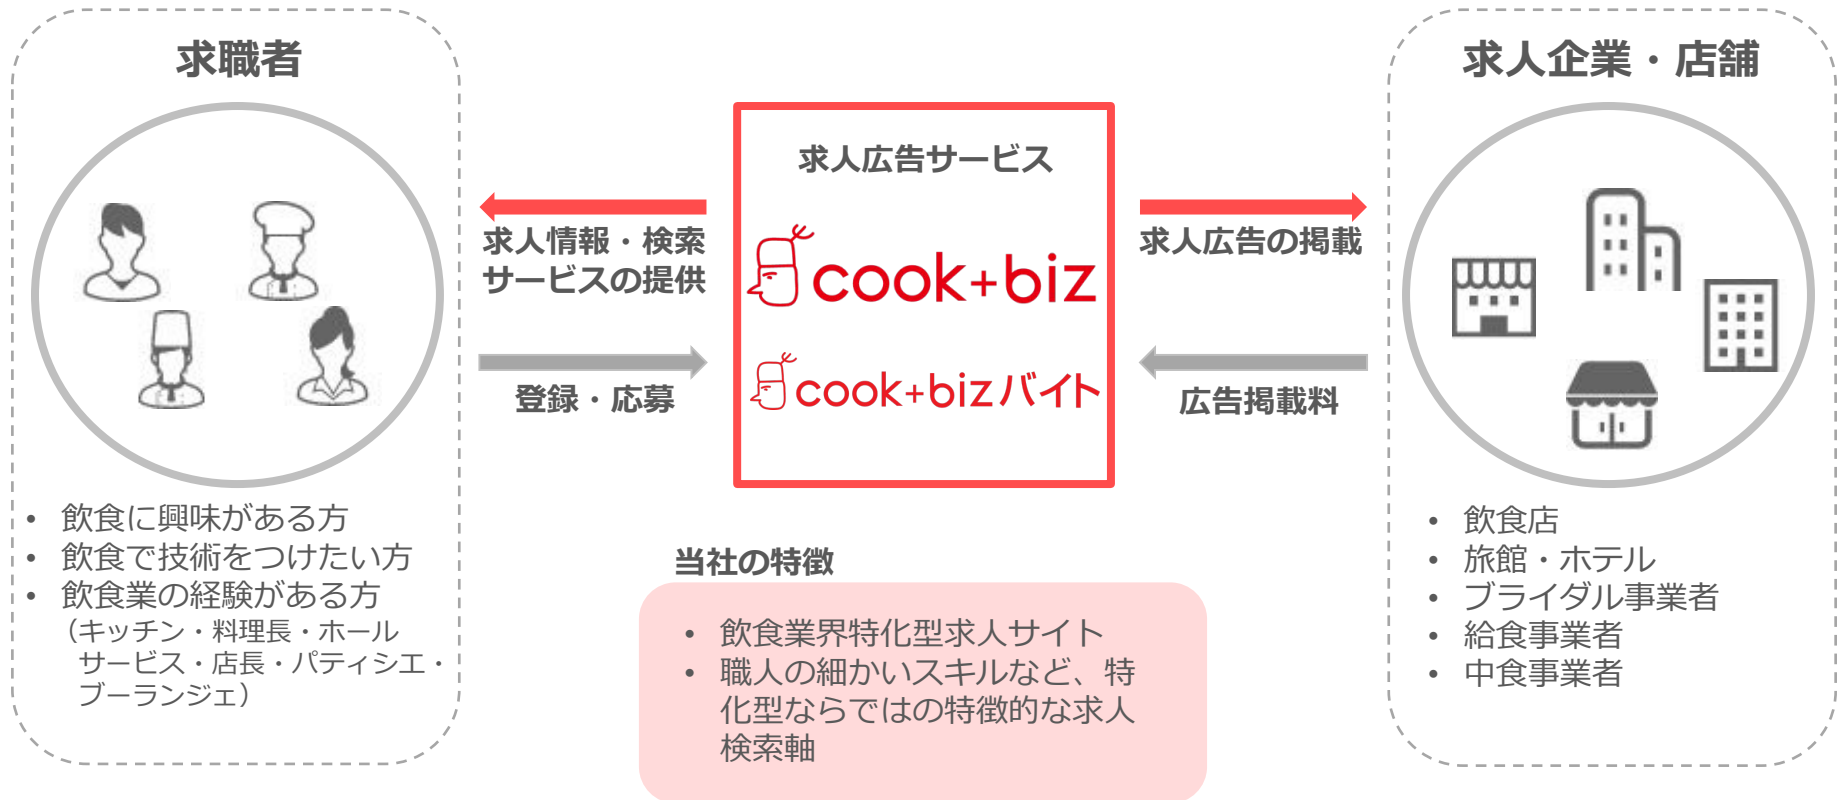 求職者
• 飲食に興味がある方
• 飲食で技術をつけたい方
• 飲食業の経験がある方
（キッチン・料理長・ホール
サービス・店長・パティシエ・
ブーランジェ）
求人情報・検索
サービスの提供
登録・応募
求人広告サービス
cook+biz
cook+bizバイト
求人広告の掲載
広告掲載料
当社の特徴
• 飲食業界特化型求人サイト
• 職人の細かいスキルなど、特
化型ならではの特徴的な求人
検索軸
求人企業・店舗
• 飲食店
• 旅館・ホテル
• ブライダル事業者
• 給食事業者
• 中食事業者